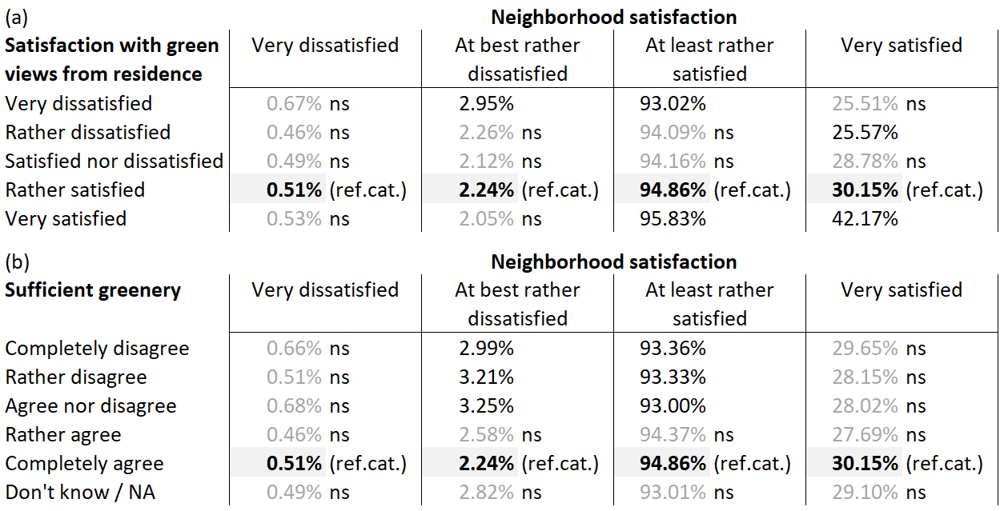 (a) Neighborhood satisfaction
Satisfaction with green Very dissatisfied At best rather At least rather Very satisfied
views from residence dissatisfied satisfied
Very dissatisfied 0.67% ns 2.95% 93.02% 25.51% ns
Rather dissatisfied 0.46% ns 2.26% ns 94.09% ns 25.57%
Satisfied nor dissatisfied 0.49% ns 2.12% ns 94.16% ns 28.78% ns
Rather satisfied 0.51% (ref.cat.) 2.24% (ref.cat.) 94.86% (ref.cat.) 30.15% (ref.cat.)
Very satisfied 0.53% ns 2.05% ns 95.83% 42.17%
(b) Neighborhood satisfaction
Sufficient greenery Very dissatisfied At best rather At least rather Very satisfied
dissatisfied satisfied
Completely disagree 0.66% ns 2.99% 93.36% 29.65% ns
Rather disagree 0.51% ns 3.21% 93.33% 28.15% ns
Agree nor disagree 0.68% ns 3.25% 93.00% 28.02% ns
Rather agree 0.46% ns 2.58% ns 94.37% ns 27.69% ns
Completely agree 0.51% (ref.cat.) 2.24% (ref.cat.) 94.86% (ref.cat.) 30.15% (ref.cat.)
Don't know / NA 0.49% ns 2.82% ns 93.01% ns 29.10% ns